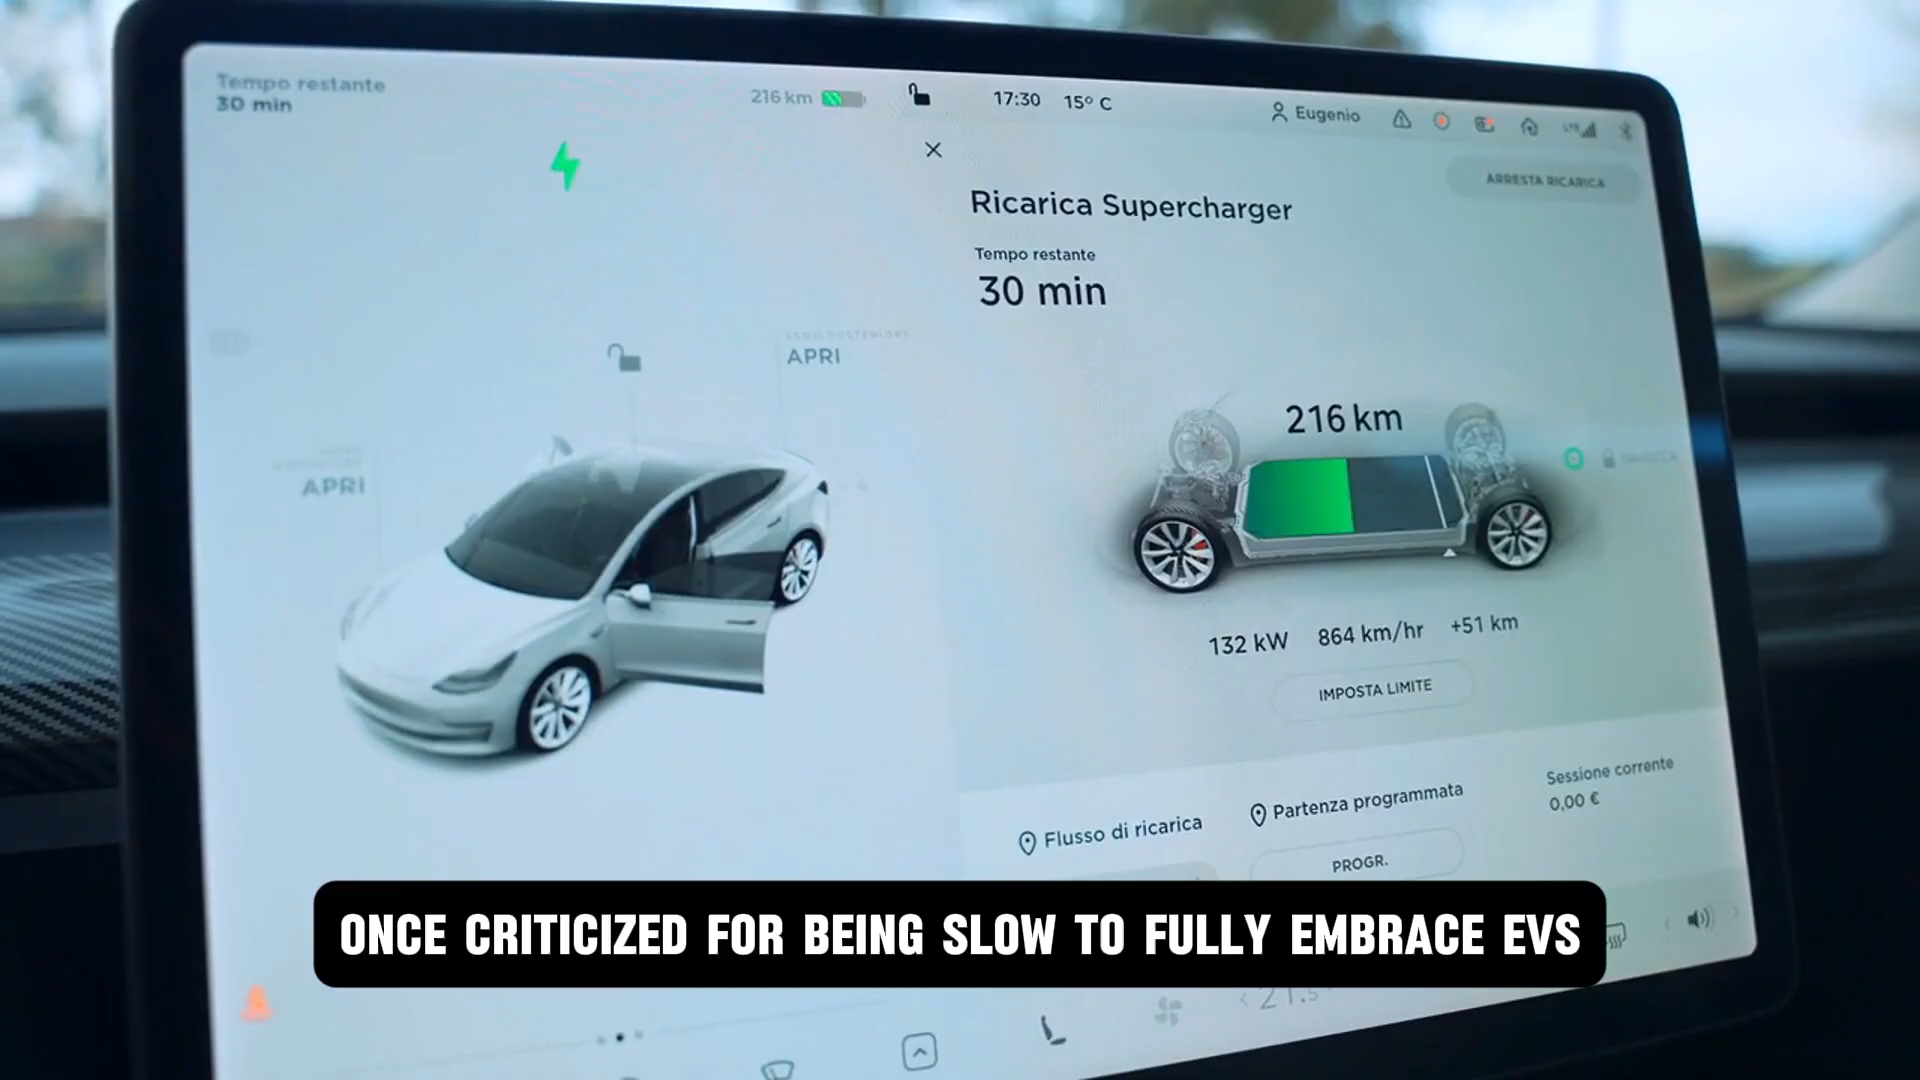 Tempo restante
30 min
216 km
17:30 15° C
Eugenio
LTE
ARRESTA RICARICA
Ricarica Supercharger
Tempo restante
30 min
APRI
APRI
216 km
132 kW 864 km/hr +51 km
IMPOSTA LIMITE
Flusso di ricarica
Partenza programmata
PROGR.
Sessione corrente
0,00 €
ONCE CRITICIZED FOR BEING SLOW TO FULLY EMBRACE EVS